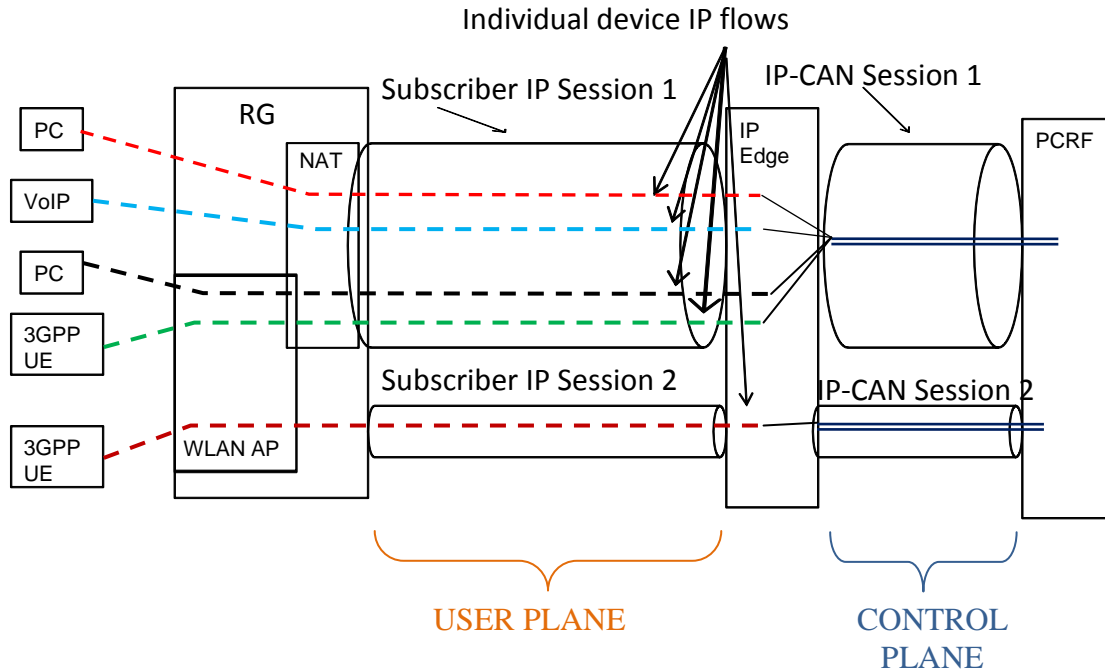 Individual device IP flows
Subscriber IP Session 1
IP-CAN Session 1
RG
PC
NAT
IP
Edge
PCRF
VoIP
PC
3GPP
UE
Subscriber IP Session 2
IP-CAN Session 2
3GPP
UE
WLAN AP
USER PLANE
CONTROL
PLANE